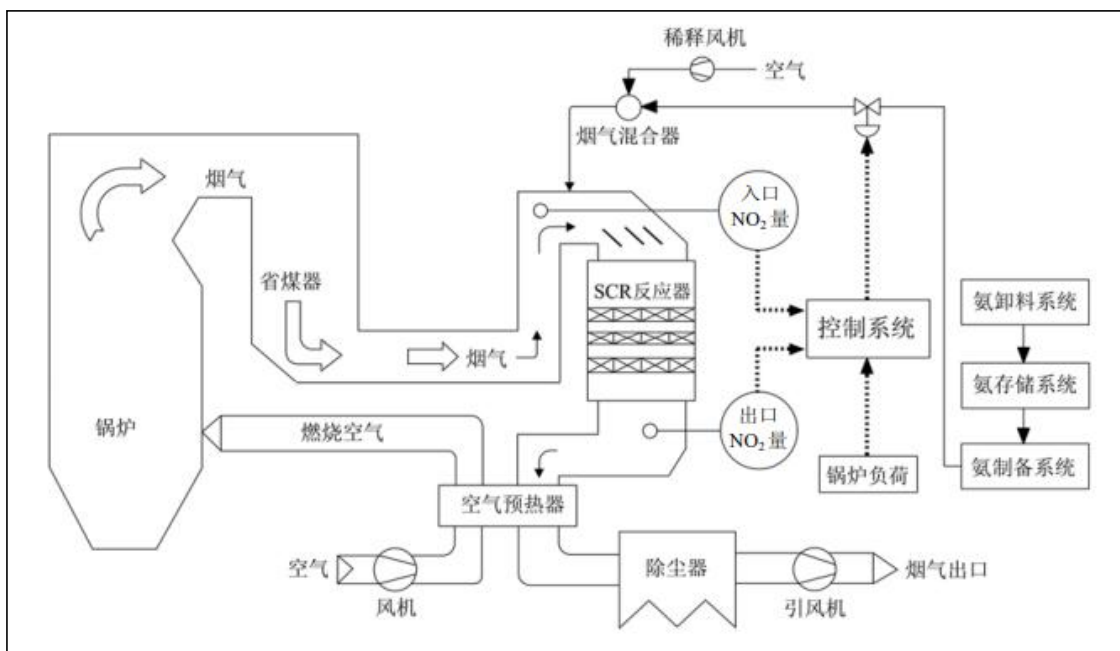 稀释风机
空气
烟气混合器
烟气
入口
NO₂量
省煤器
SCR反应器
氨卸料系统
控制系统
烟气
氨存储系统
锅炉
燃烧空气
出口
NO₂量
锅炉负荷
氨制备系统
空气预热器
空气
除尘器
烟气出口
风机
引风机